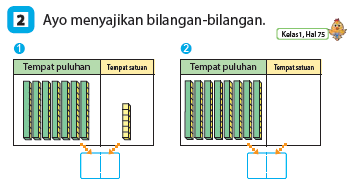 2 Ayo menyajikan bilangan-bilangan.
Kelas1, Hal 75
1
Tempat puluhan Tempat satuan
2
Tempat puluhan Tempat satuan